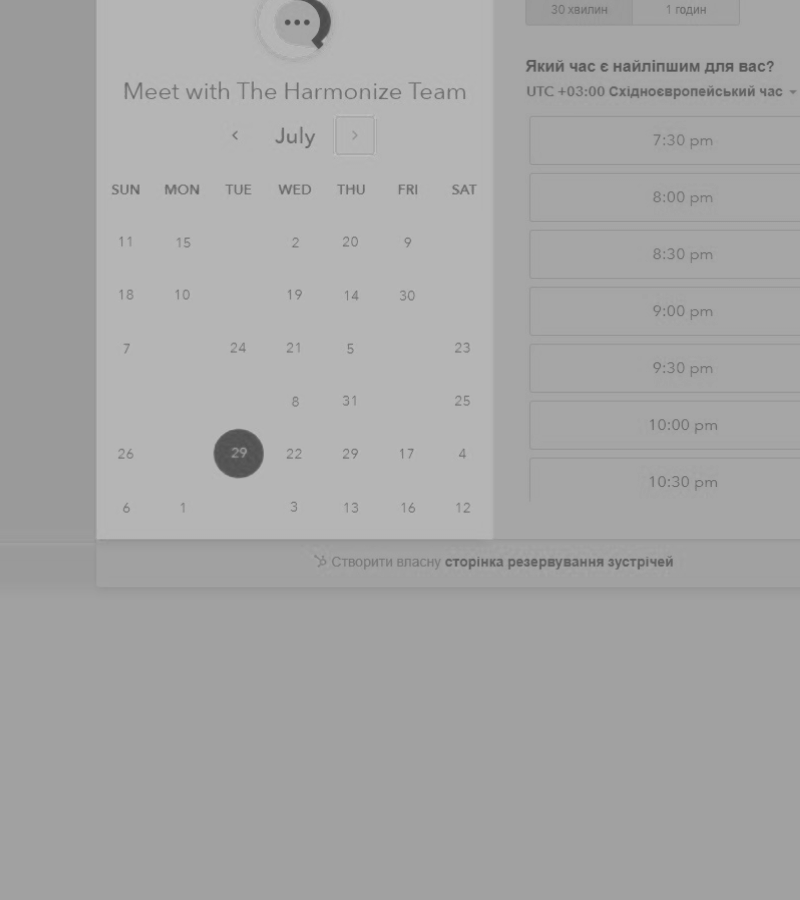 Meet with The Harmonize Team
July
SUN MON TUE WED THU FRI SAT
11 15 2 20 9
18 10 19 14 30
7 24 21 5 23
8 31 25
26 29 22 29 17 4
6 1 3 13 16 12
30 хвилин 1 годин
Який час є найліпшим для вас?
UTC +03:00 Східноєвропейський час
7:30 pm
8:00 pm
8:30 pm
9:00 pm
9:30 pm
10:00 pm
10:30 pm
Створити власну сторінка резервування зустрічей